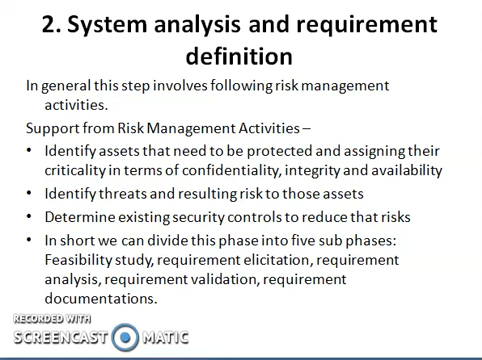 2. System analysis and requirement
definition
In general this step involves following risk management
activities.
Support from Risk Management Activities –
• Identify assets that need to be protected and assigning their
criticality in terms of confidentiality, integrity and availability
• Identify threats and resulting risk to those assets
• Determine existing security controls to reduce that risks
• In short we can divide this phase into five sub phases:
Feasibility study, requirement elicitation, requirement
analysis, requirement validation, requirement
documentations.
RECORDED WITH
SCREENCAST MATIC